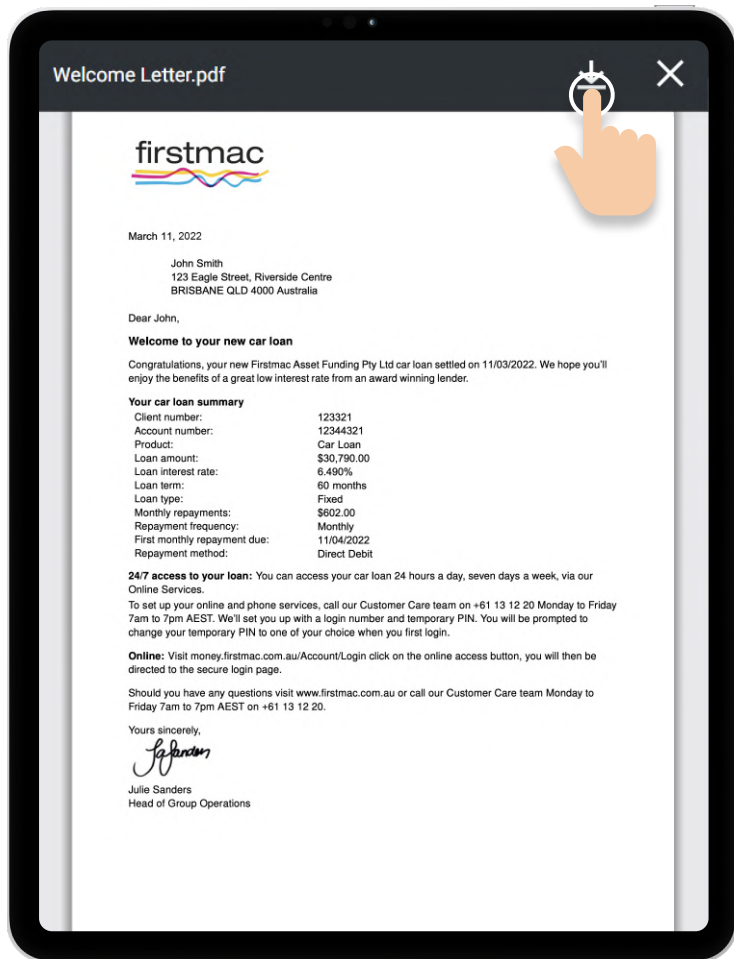 Welcome Letter.pdf
firstmac
March 11, 2022
John Smith
123 Eagle Street, Riverside Centre
BRISBANE QLD 4000 Australia
Dear John,
Welcome to your new car loan
Congratulations, your new Firstmac Asset Funding Pty Ltd car loan settled on 11/03/2022. We hope you'll
enjoy the benefits of a great low interest rate from an award winning lender.
Your car loan summary
Client number: 123321
Account number: 12344321
Product: Car Loan
Loan amount: $30,790.00
Loan interest rate: 6.490%
Loan term: 60 months
Loan type: Fixed
Monthly repayments: $602.00
Repayment frequency: Monthly
First monthly repayment due: 11/04/2022
Repayment method: Direct Debit
24/7 access to your loan: You can access your car loan 24 hours a day, seven days a week, via our
Online Services.
To set up your online and phone services, call our Customer Care team on +61 13 12 20 Monday to Friday
7am to 7pm AEST. We'll set you up with a login number and temporary PIN. You will be prompted to
change your temporary PIN to one of your choice when you first login.
Online: Visit money.firstmac.com.au/Account/Login click on the online access button, you will then be
directed to the secure login page.
Should you have any questions visit www.firstmac.com.au or call our Customer Care team Monday to
Friday 7am to 7pm AEST on +61 13 12 20.
Yours sincerely,
Julie Sanders
Head of Group Operations